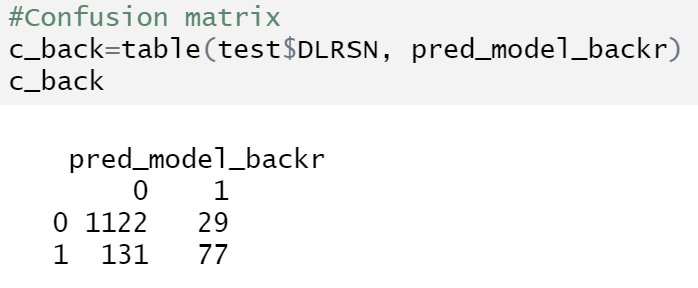 #Confusion matrix
c_back=table(test$DLRSN, pred_model_backr)
c_back
pred_model_backr
0 1
0 1122 29
1 131 77